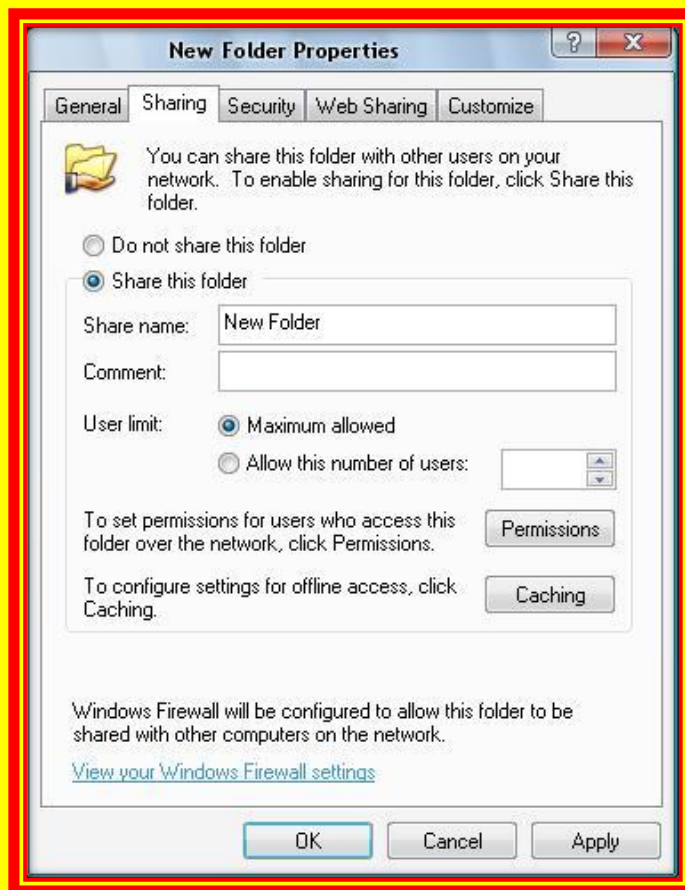 New Folder Properties
? X
General Sharing Security Web Sharing Customize
You can share this folder with other users on your
network. To enable sharing for this folder, click Share this
folder.
Do not share this folder
Share this folder
Share name: New Folder
Comment:
User limit: Maximum allowed
Allow this number of users:
To set permissions for users who access this
folder over the network, click Permissions.
Permissions
To configure settings for offline access, click
Caching.
Caching
Windows Firewall will be configured to allow this folder to be
shared with other computers on the network.
View your Windows Firewall settings
OK Cancel Apply